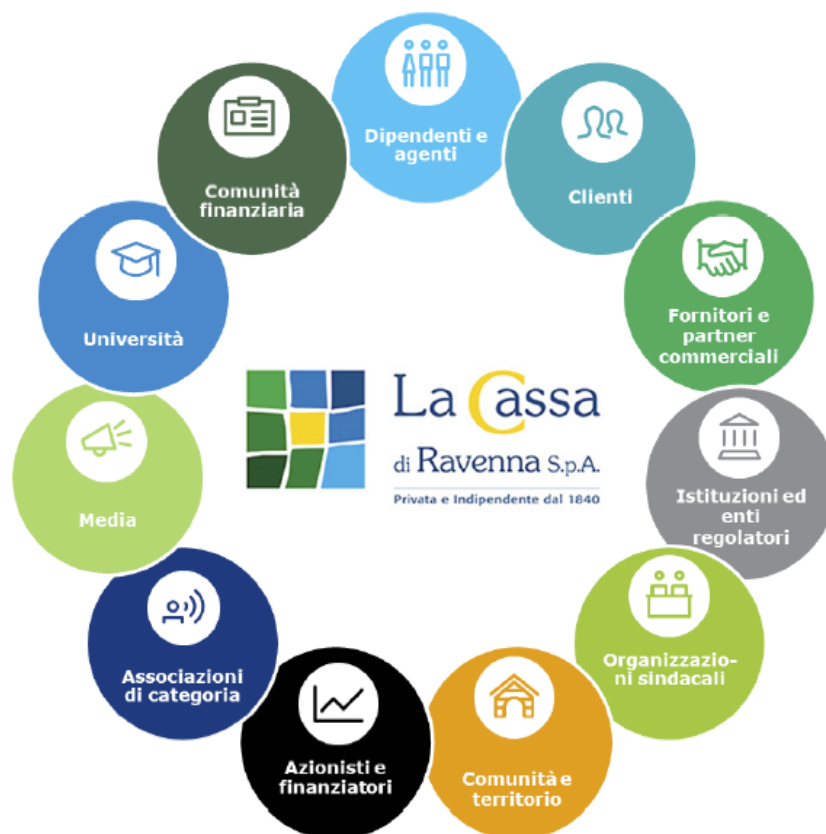 Dipendenti e
agenti
Clienti
Fornitori e
partner
commerciali
Istituzioni ed
enti
regolatori
Organizzazio-
ni sindacali
Comunità e
territorio
Azionisti e
finanziatori
Associazioni
di categoria
Media
Università
Comunità
finanziaria
La Cassa
di Ravenna S.p.A.
Privata e Indipendente dal 1840